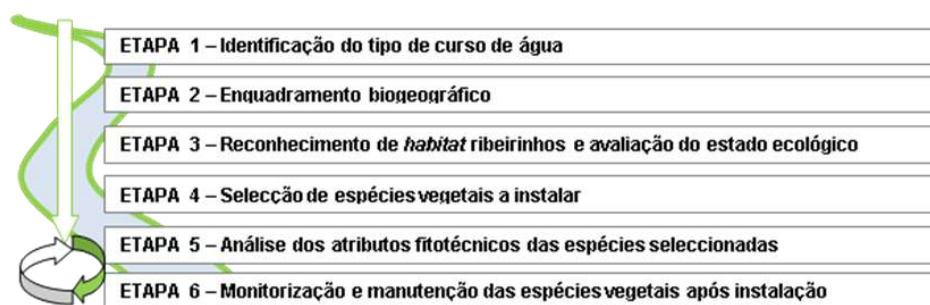 ETAPA 1 – Identificação do tipo de curso de água
ETAPA 2 – Enquadramento biogeográfico
ETAPA 3 – Reconhecimento de habitat ribeirinhos e avaliação do estado ecológico
ETAPA 4 – Selecção de espécies vegetais a instalar
ETAPA 5 – Análise dos atributos fitotécnicos das espécies seleccionadas
ETAPA 6 – Monitorização e manutenção das espécies vegetais após instalação